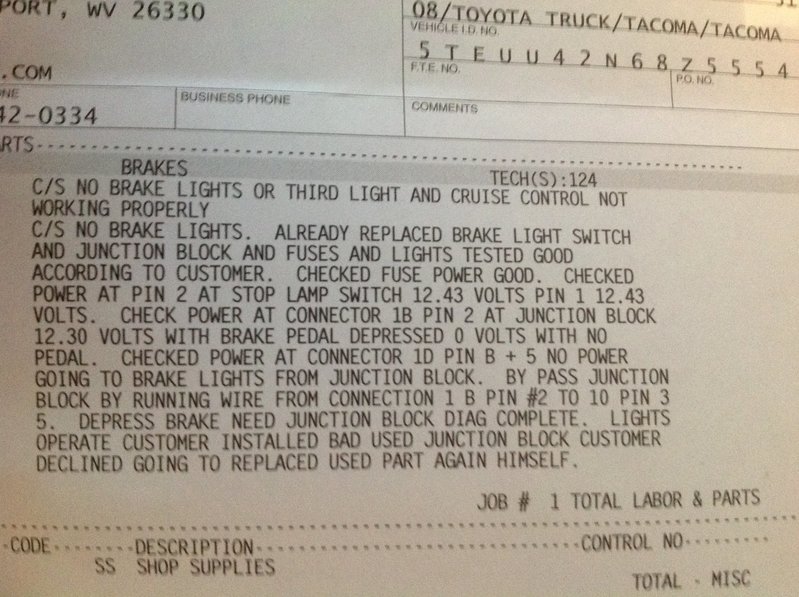 PORT, WV 26330
08/TOYOTA TRUCK/TACOMA/TACOMA
VEHICLE I.D. NO.
5 T E U U 4 2 N 6 8 Z 5 5 5 4
.COM
F.T.E. NO.
P.O. NO.
ONE
BUSINESS PHONE
COMMENTS
42-0334
ARTS
BRAKES TECH(S):124
C/S NO BRAKE LIGHTS OR THIRD LIGHT AND CRUISE CONTROL NOT
WORKING PROPERLY
C/S NO BRAKE LIGHTS. ALREADY REPLACED BRAKE LIGHT SWITCH
AND JUNCTION BLOCK AND FUSES AND LIGHTS TESTED GOOD
ACCORDING TO CUSTOMER. CHECKED FUSE POWER GOOD. CHECKED
POWER AT PIN 2 AT STOP LAMP SWITCH 12.43 VOLTS PIN 1 12.43
VOLTS. CHECK POWER AT CONNECTOR 1B PIN 2 AT JUNCTION BLOCK
12.30 VOLTS WITH BRAKE PEDAL DEPRESSED 0 VOLTS WITH NO
PEDAL. CHECKED POWER AT CONNECTOR 1D PIN B + 5 NO POWER
GOING TO BRAKE LIGHTS FROM JUNCTION BLOCK. BY PASS JUNCTION
BLOCK BY RUNNING WIRE FROM CONNECTION 1 B PIN #2 TO 10 PIN 3
5. DEPRESS BRAKE NEED JUNCTION BLOCK DIAG COMPLETE. LIGHTS
OPERATE CUSTOMER INSTALLED BAD USED JUNCTION BLOCK CUSTOMER
DECLINED GOING TO REPLACED USED PART AGAIN HIMSELF.
JOB # 1 TOTAL LABOR & PARTS
CODE--------DESCRIPTION------------------------------CONTROL NO---------
SS SHOP SUPPLIES
TOTAL - MISC